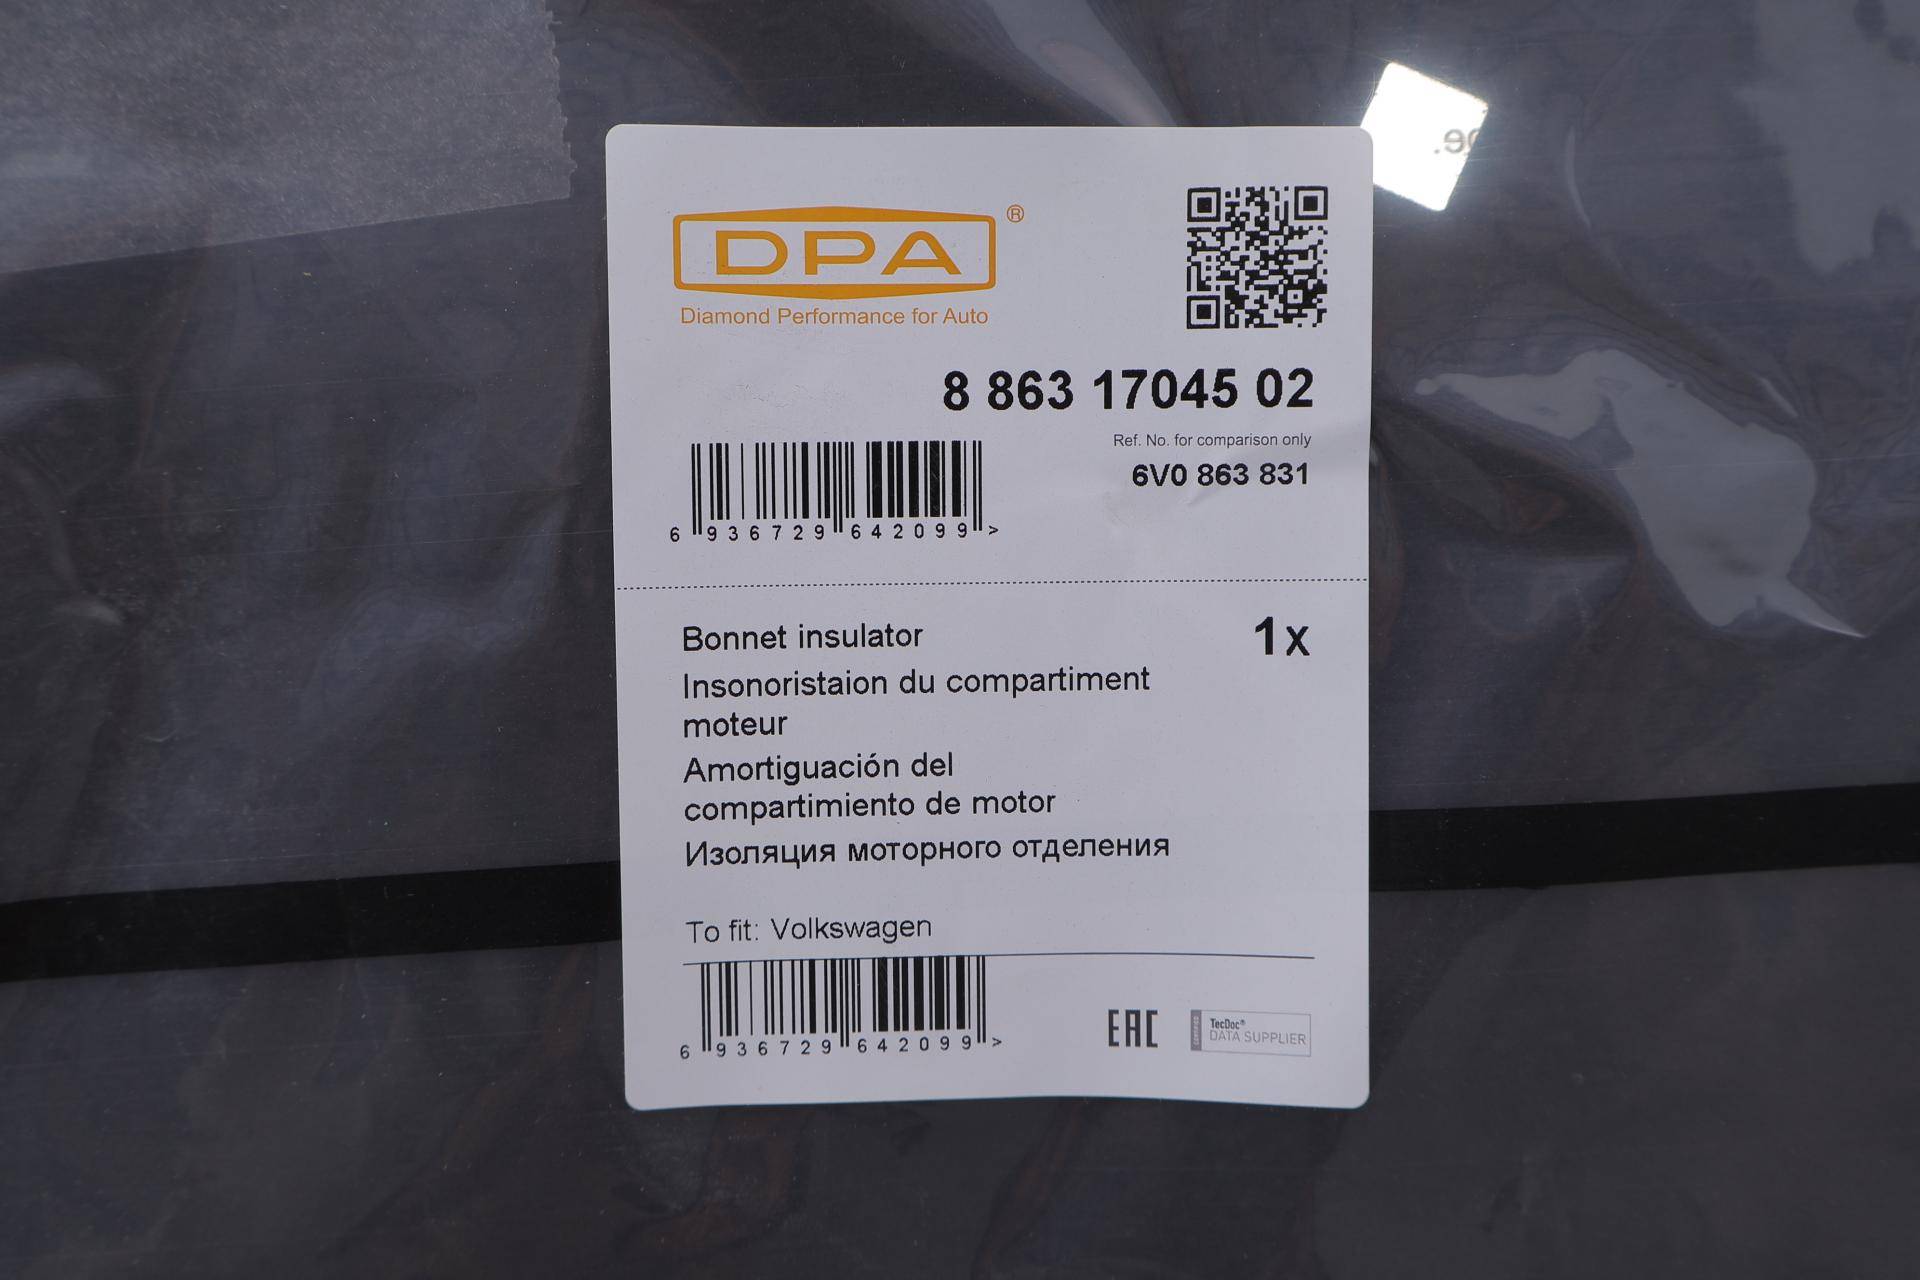 DPA®
Diamond Performance for Auto
8 863 17045 02
Ref. No. for comparison only
6V0 863 831
6 936729 642099 >
Bonnet insulator
1x
Insonoristaion du compartiment
moteur
Amortiguación del
compartimiento de motor
Изоляция моторного отделения
To fit: Volkswagen
6 936729 642099 >
EAC
CERTIFIED
TecDoc®
DATA SUPPLIER